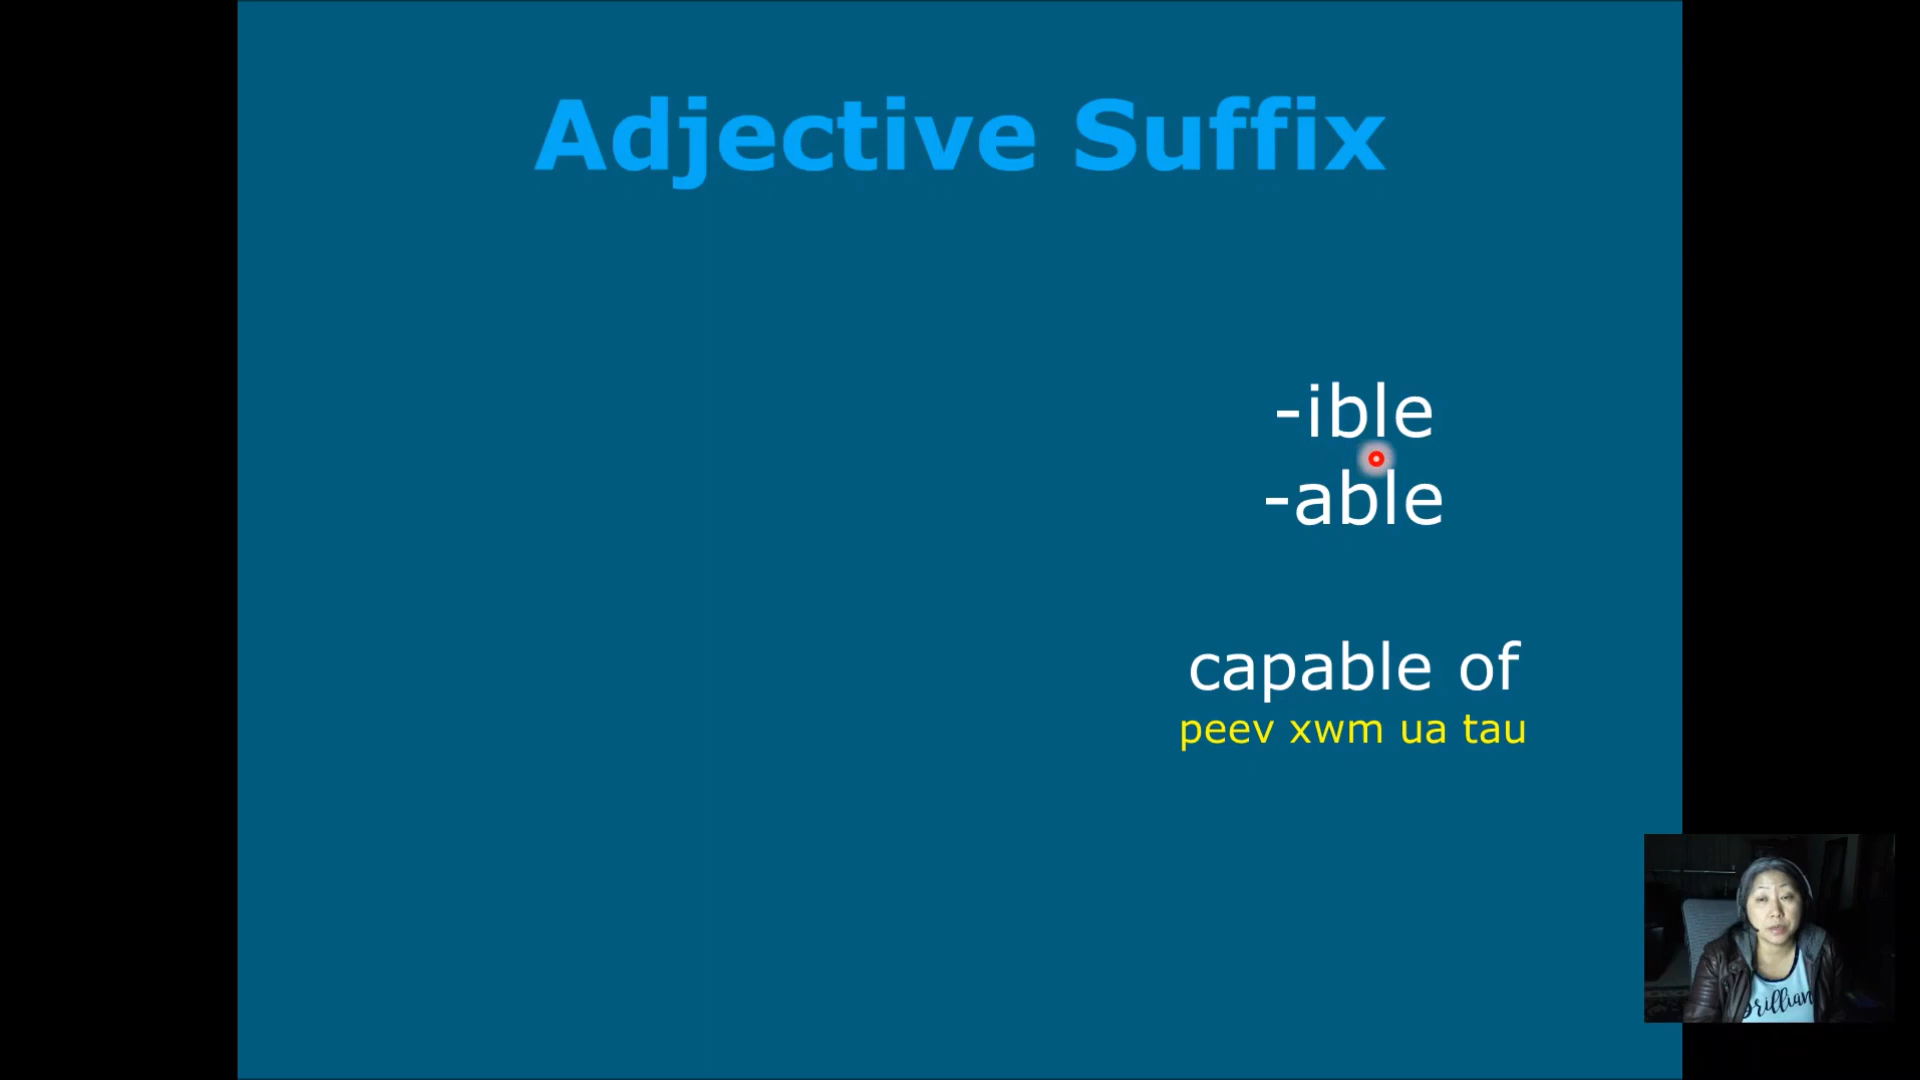 Adjective Suffix
-ible
-able
capable of
peev xwm ua tau